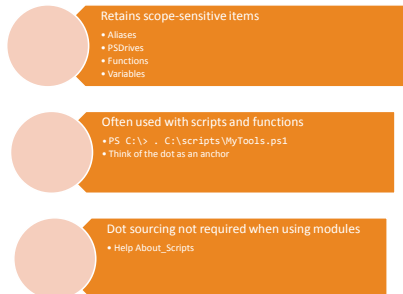 Retains scope-sensitive items
• Aliases
• PSDrives
• Functions
• Variables
Often used with scripts and functions
• PS C:\> . C:\scripts\MyTools.ps1
• Think of the dot as an anchor
Dot sourcing not required when using modules
• Help About_Scripts